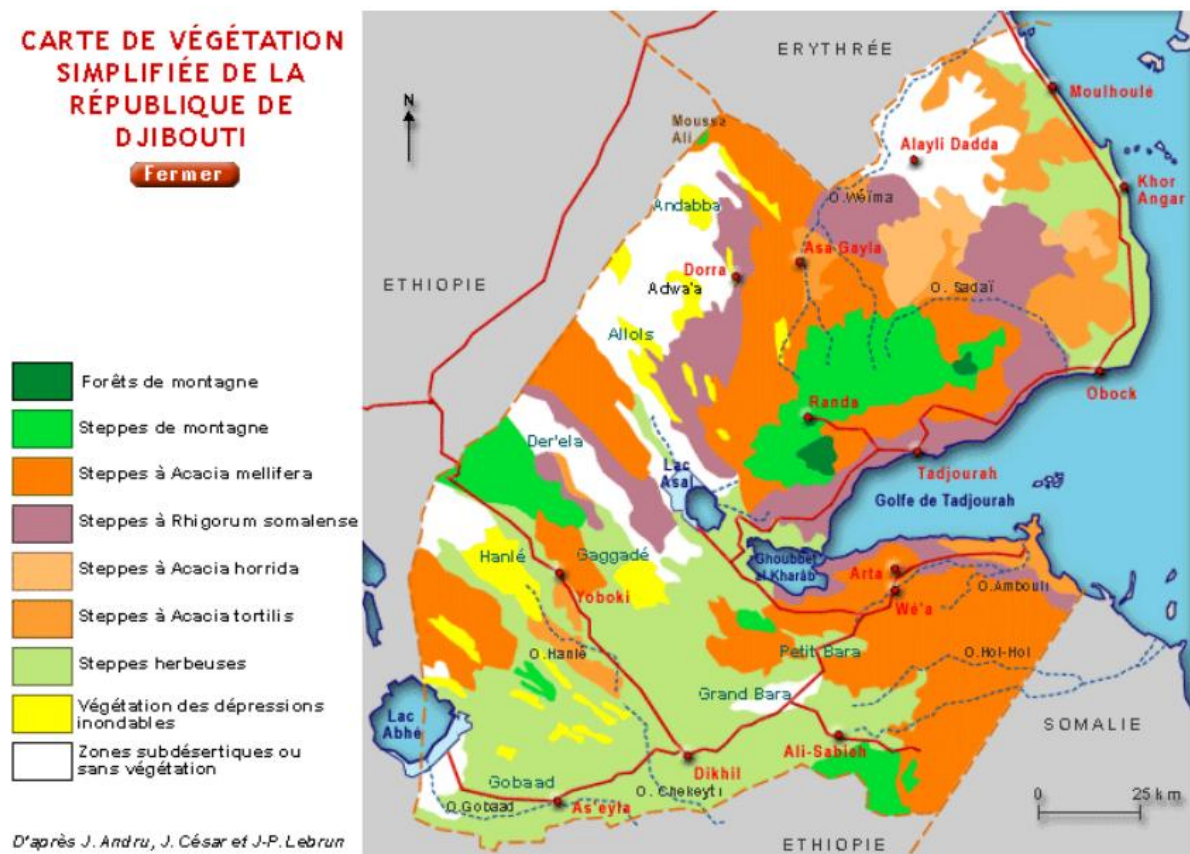 CARTE DE VÉGÉTATION
SIMPLIFIÉE DE LA
RÉPUBLIQUE DE
DJIBOUTI
Fermer
Forêts de montagne
Steppes de montagne
Steppes à Acacia mellifera
Steppes à Rhigorum somalense
Steppes à Acacia horrida
Steppes à Acacia tortilis
Steppes herbeuses
Végétation des dépressions
inondables
Zones subdésertiques ou
sans végétation
D'après J. Andru, J. César et J-P. Lebrun
N
ERYTHRÉE
Moulhoulé
Moussa
Ali
Alayli Dadda
Khor
Angar
O. Weïma
Andabba
Asa Gayla
Dorra
ETHIOPIE
Adwa'a
O. Sadaï
Allols
Obock
Randa
Der'ela
Lac
Asal
Tadjourah
Golfe de Tadjourah
Hanlé
Gaggadé
Ghoubbet
al Kharâb
Arta
O. Ambouli
Yoboki
Wé'a
O. Hanlé
Petit Bara
O. Hol-Hol
Grand Bara
Lac
Abhé
SOMALIE
Ali-Sabieh
Dikhil
Gobaad
O. Chekeyti
O. Gobaad
As'eyla
0
25 km
ETHIOPIE